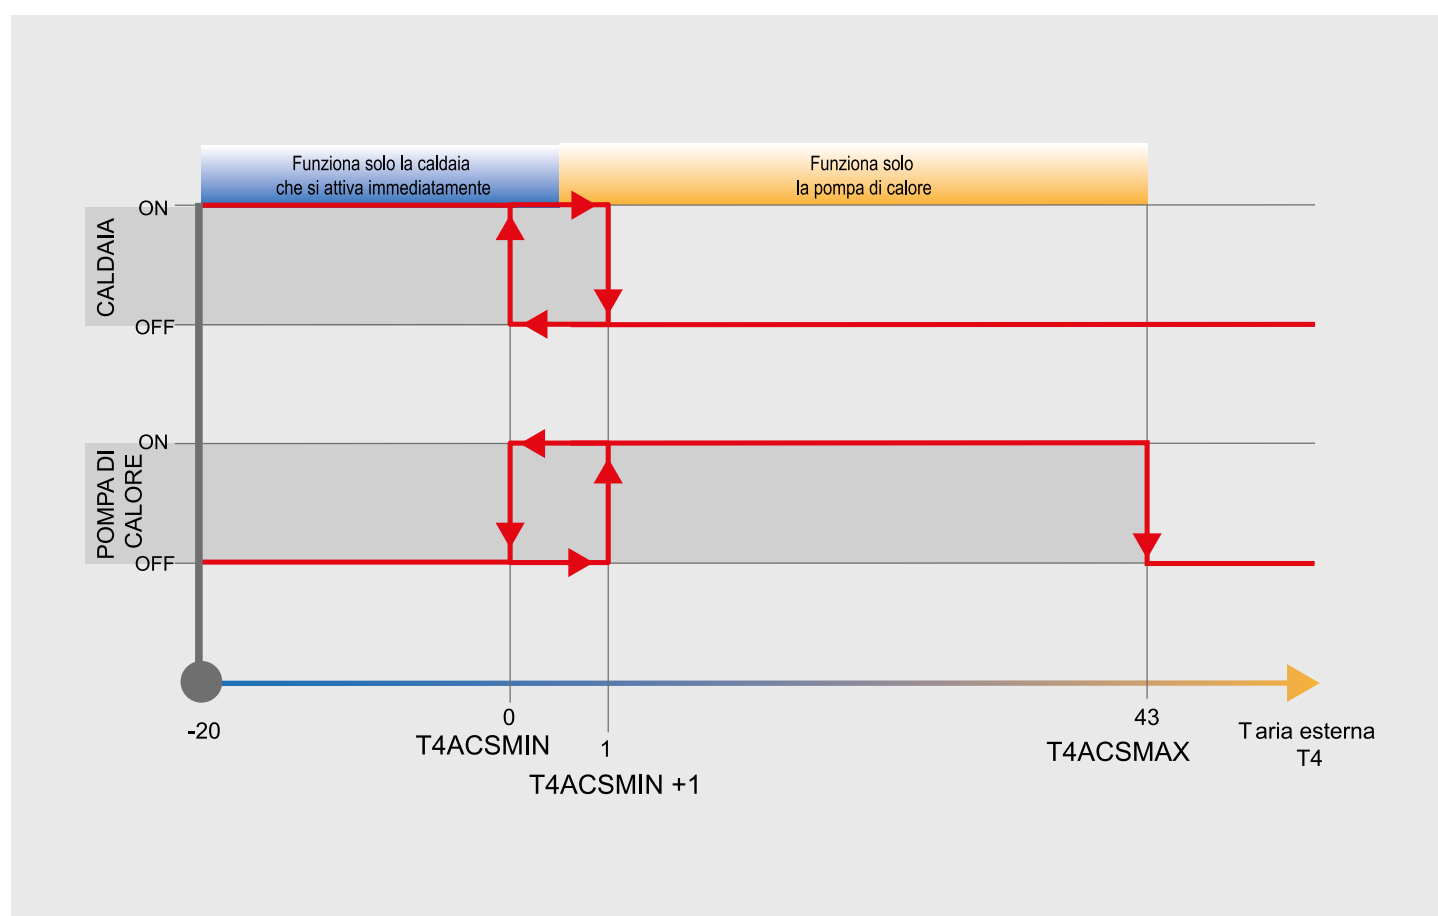 Funziona solo la caldaia
che si attiva immediatamente
Funziona solo
la pompa di calore
ON
CALDAIA
OFF
ON
POMPA DI
CALORE
OFF
-20
0
T4ACSMIN
1
T4ACSMIN +1
43
T4ACSMAX
T aria esterna
T4